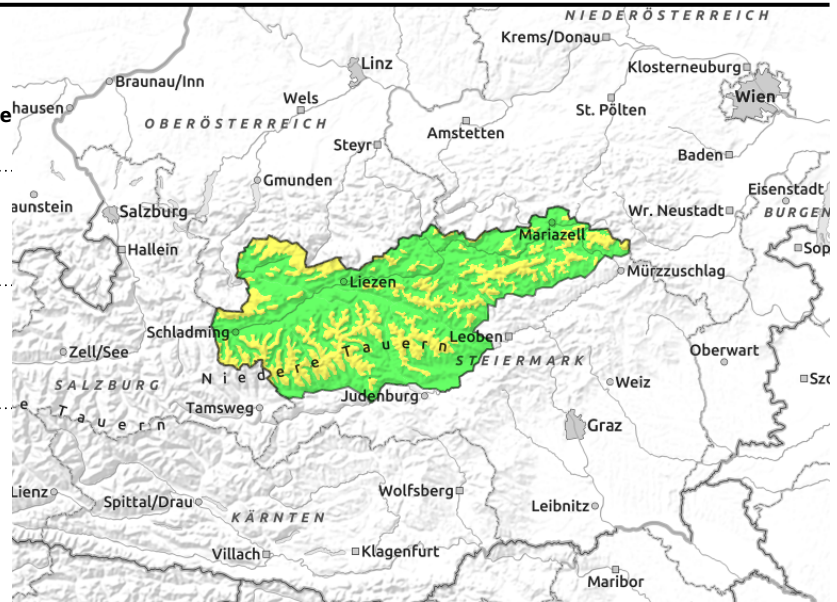 NIEDERÖSTERREICH
Krems/Donau
Linz
Klosterneuburg
Braunau/Inn
Wien
hausen
Wels
St. Pölten
e
OBERÖSTERREICH
Amstetten
Steyr
Baden
Gmunden
Eisenstadt
aunstein
Salzburg
Wr. Neustadt
BURGEN
Mariazell
Hallein
Sop
Mürzzuschlag
Liezen
Schladming
Leoben
Niedere Tauern
Zell/See
STEIERMARK
Oberwart
SALZBURG
Weiz
Szo
Judenburg
Tamsweg
e Tauern
Graz
Lienz
Spittal/Drau
Wolfsberg
Leibnitz
KÄRNTEN
Villach
Klagenfurt
Maribor